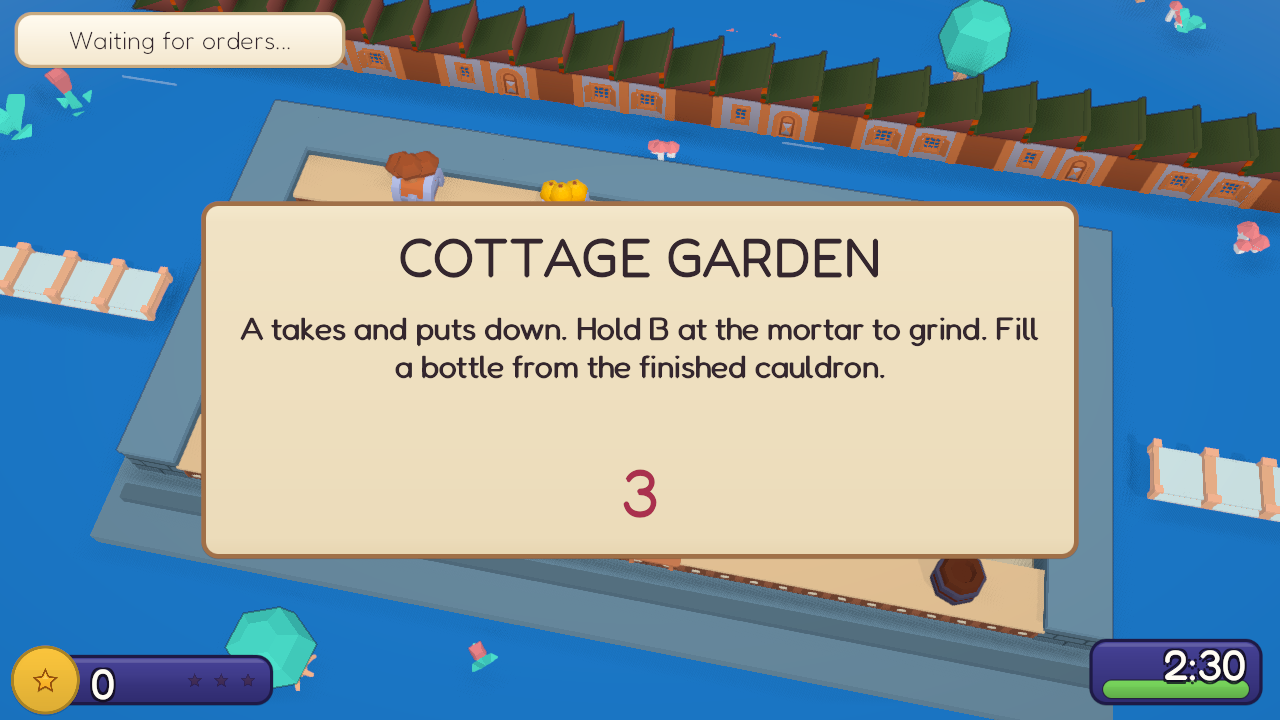 Waiting for orders...
COTTAGE GARDEN
A takes and puts down. Hold B at the mortar to grind. Fill
a bottle from the finished cauldron.
3
0
2:30